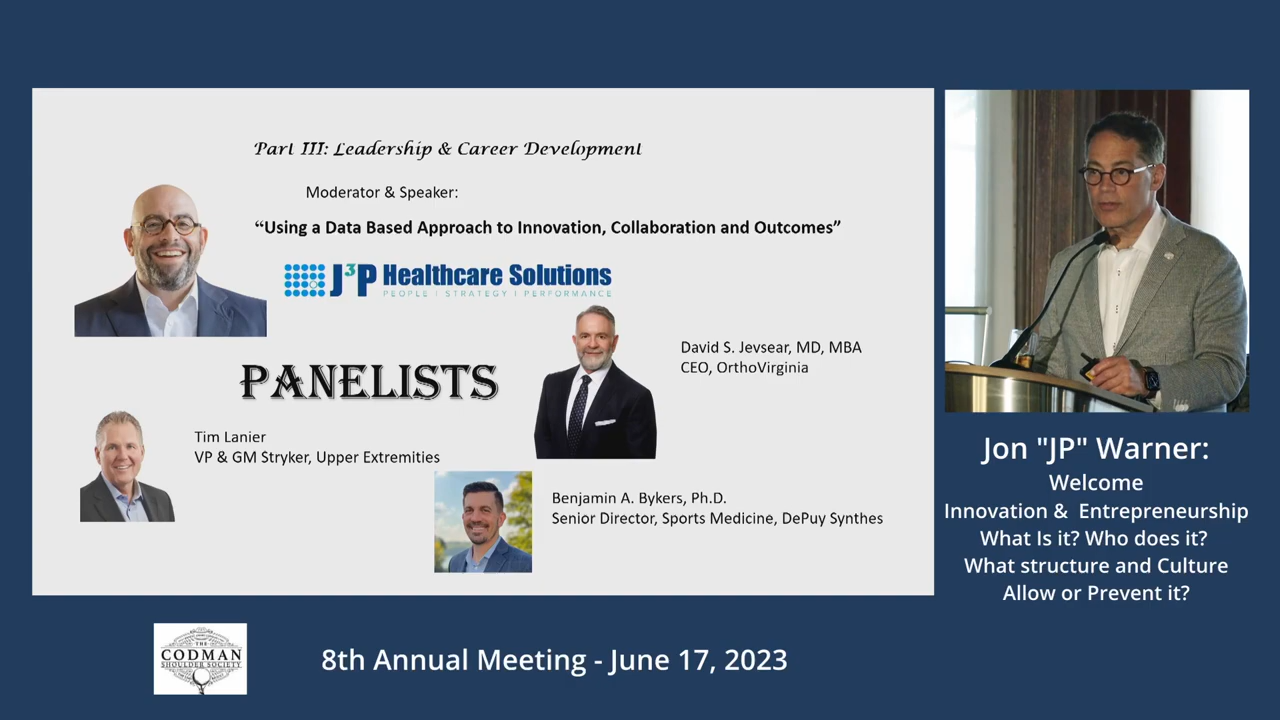 Part III: Leadership & Career Development
Moderator & Speaker:
“Using a Data Based Approach to Innovation, Collaboration and Outcomes”
J3P Healthcare Solutions
PEOPLE | STRATEGY | PERFORMANCE
PANELISTS
David S. Jevsear, MD, MBA
CEO, OrthoVirginia
Tim Lanier
VP & GM Stryker, Upper Extremities
Benjamin A. Bykers, Ph.D.
Senior Director, Sports Medicine, DePuy Synthes
Jon "JP" Warner:
Welcome
Innovation & Entrepreneurship
What Is it? Who does it?
What structure and Culture
Allow or Prevent it?
THE
CODMAN
SHOULDER SOCIETY
8th Annual Meeting - June 17, 2023